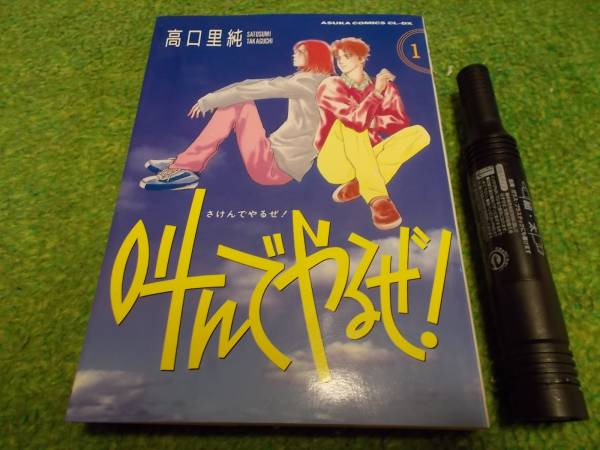 ASUKA COMICS CL-DX
高口里純
SATOSUMI
TAKAGUCHI
1
さけんでやるぜ!
叫んでやるぜ!